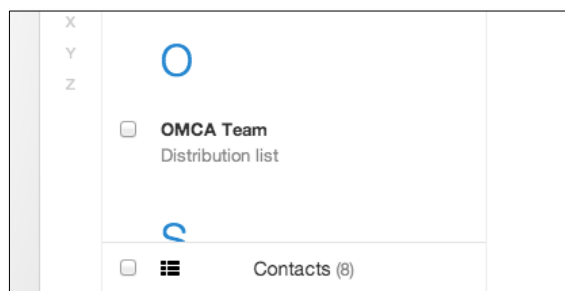 X
Y
Z
O
OMCA Team
Distribution list
S
Contacts (8)